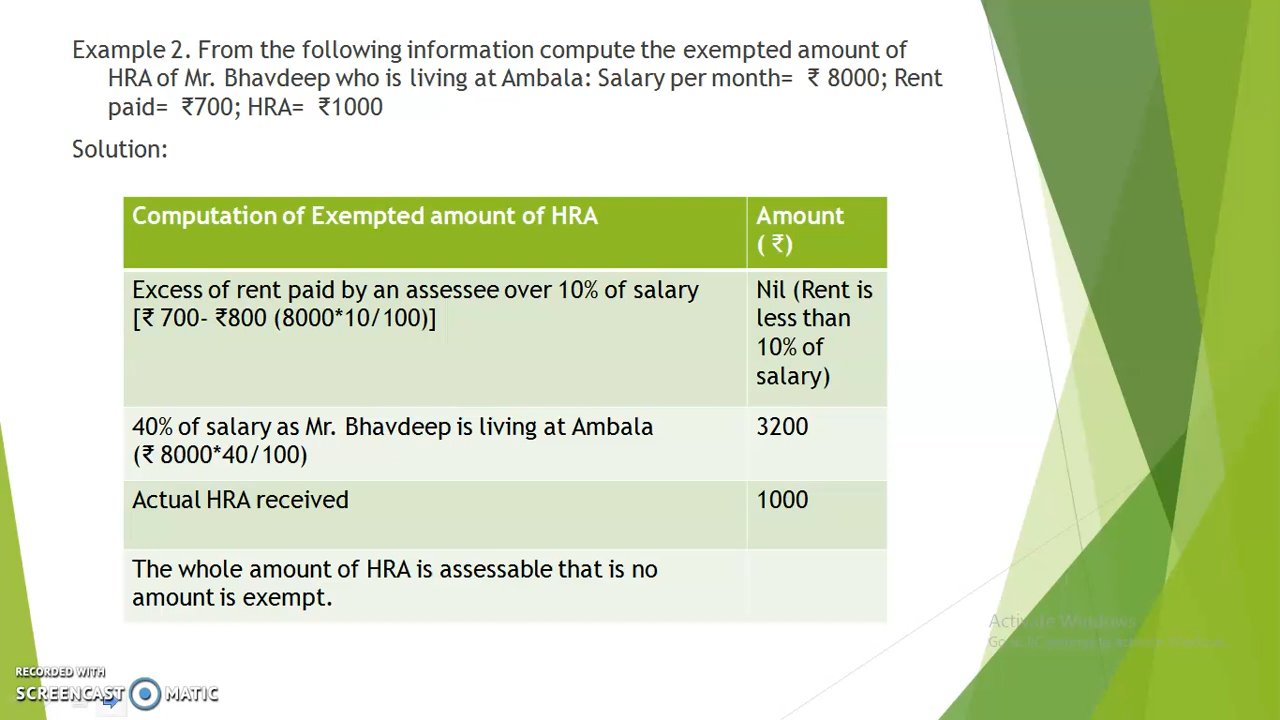 Example 2. From the following information compute the exempted amount of
HRA of Mr. Bhavdeep who is living at Ambala: Salary per month= ₹ 8000; Rent
paid= ₹700; HRA= ₹1000
Solution:
Computation of Exempted amount of HRA
Amount
( ₹)
Excess of rent paid by an assessee over 10% of salary
[₹ 700- ₹800 (8000*10/100)]
Nil (Rent is
less than
10% of
salary)
40% of salary as Mr. Bhavdeep is living at Ambala
(₹ 8000*40/100)
3200
Actual HRA received
1000
The whole amount of HRA is assessable that is no
amount is exempt.
Activate Windows
RECORDED WITH
SCREENCAST MATIC